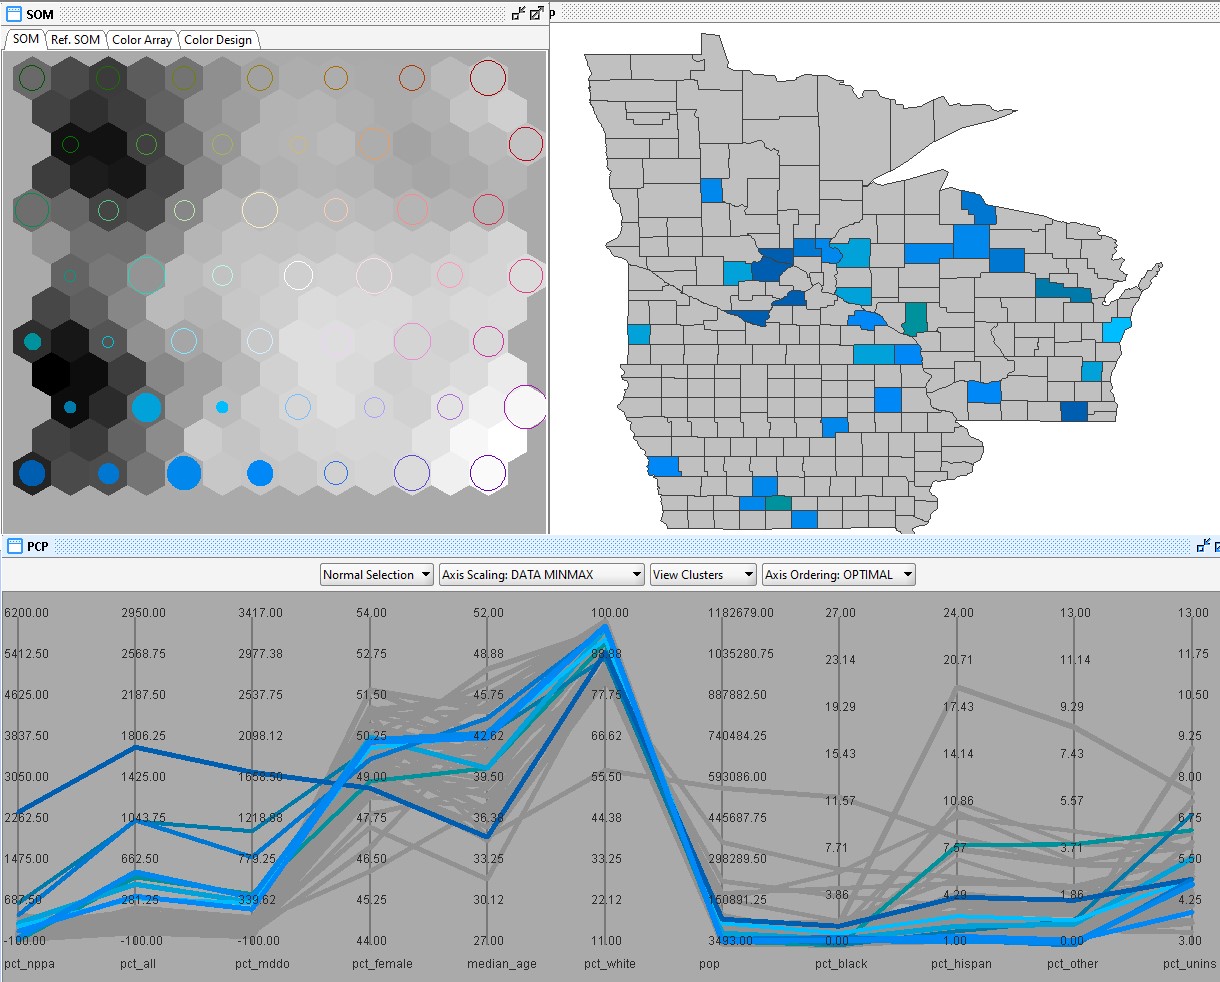 SOM
P
SOM Ref. SOM Color Array Color Design
PCP
Normal Selection Axis Scaling: DATA MINMAX View Clusters Axis Ordering: OPTIMAL
6200.00 2950.00 3417.00 54.00 52.00 100.00 1182679.00 27.00 24.00 13.00 13.00
5412.50 2568.75 2977.38 52.75 48.88 88.88 1035280.75 23.14 20.71 11.14 11.75
4625.00 2187.50 2537.75 51.50 45.75 77.75 887882.50 19.29 17.43 9.29 10.50
3837.50 1806.25 2098.12 50.25 42.62 66.62 740484.25 15.43 14.14 7.43 9.25
3050.00 1425.00 1658.50 49.00 39.50 55.50 593086.00 11.57 10.86 5.57 8.00
2262.50 1043.75 1218.88 47.75 36.38 44.38 445687.75 7.71 7.57 3.71 6.75
1475.00 662.50 779.25 46.50 33.25 33.25 298289.50 3.86 4.29 1.86 5.50
687.50 281.25 339.62 45.25 30.12 22.12 150891.25 4.25
-100.00 -100.00 -100.00 44.00 27.00 11.00 3493.00 0.00 1.00 0.00 3.00
pct_nppa pct_all pct_mddo pct_female median_age pct_white pop pct_black pct_hispan pct_other pct_unins